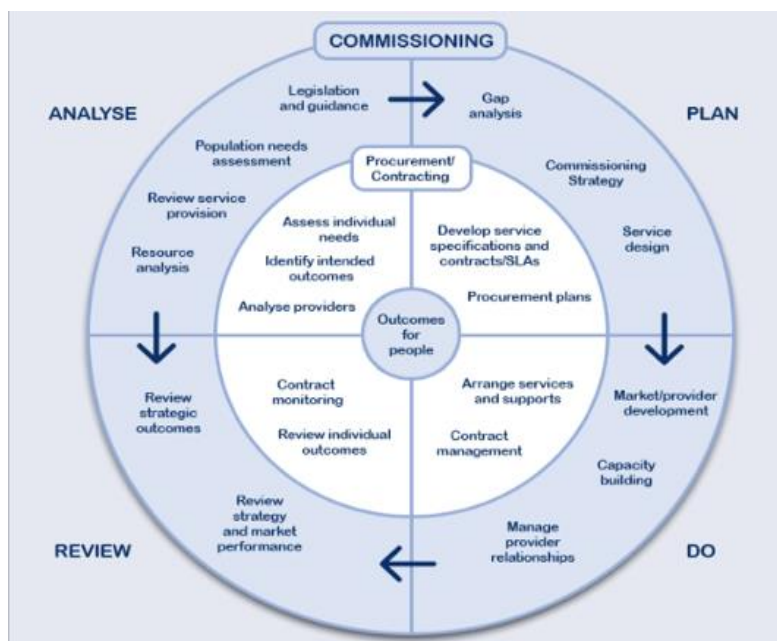 COMMISSIONING
ANALYSE
PLAN
Legislation
and guidance
Gap
analysis
Population needs
assessment
Commissioning
Strategy
Review service
provision
Service
design
Resource
analysis
Procurement/
Contracting
Assess individual
needs
Identify intended
outcomes
Analyse providers
Develop service
specifications and
contracts/SLAs
Procurement plans
Outcomes
for
people
Contract
monitoring
Review individual
outcomes
Arrange services
and supports
Contract
management
Review
strategic
outcomes
Market/provider
development
Capacity
building
Review
strategy
and market
performance
Manage
provider
relationships
REVIEW
DO